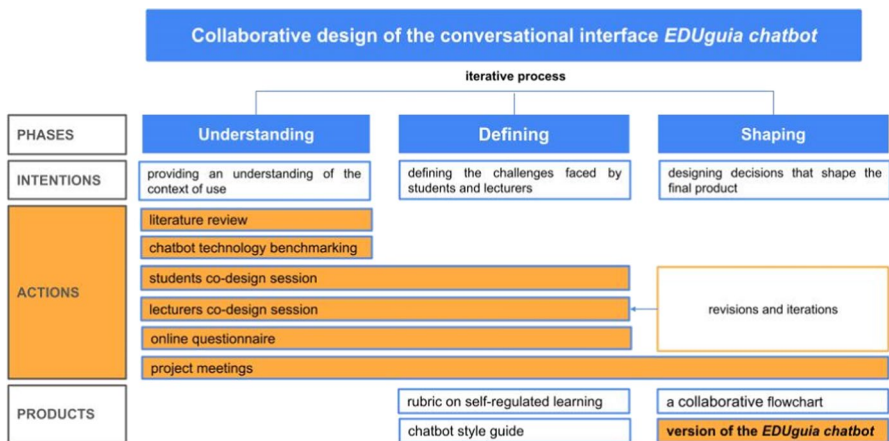 Collaborative design of the conversational interface EDUguia chatbot
iterative process
PHASES
Understanding
Defining
Shaping
INTENTIONS
providing an understanding of the
context of use
defining the challenges faced by
students and lecturers
designing decisions that shape the
final product
ACTIONS
literature review
chatbot technology benchmarking
students co-design session
lecturers co-design session
online questionnaire
project meetings
revisions and iterations
PRODUCTS
rubric on self-regulated learning
a collaborative flowchart
chatbot style guide
version of the EDUguia chatbot